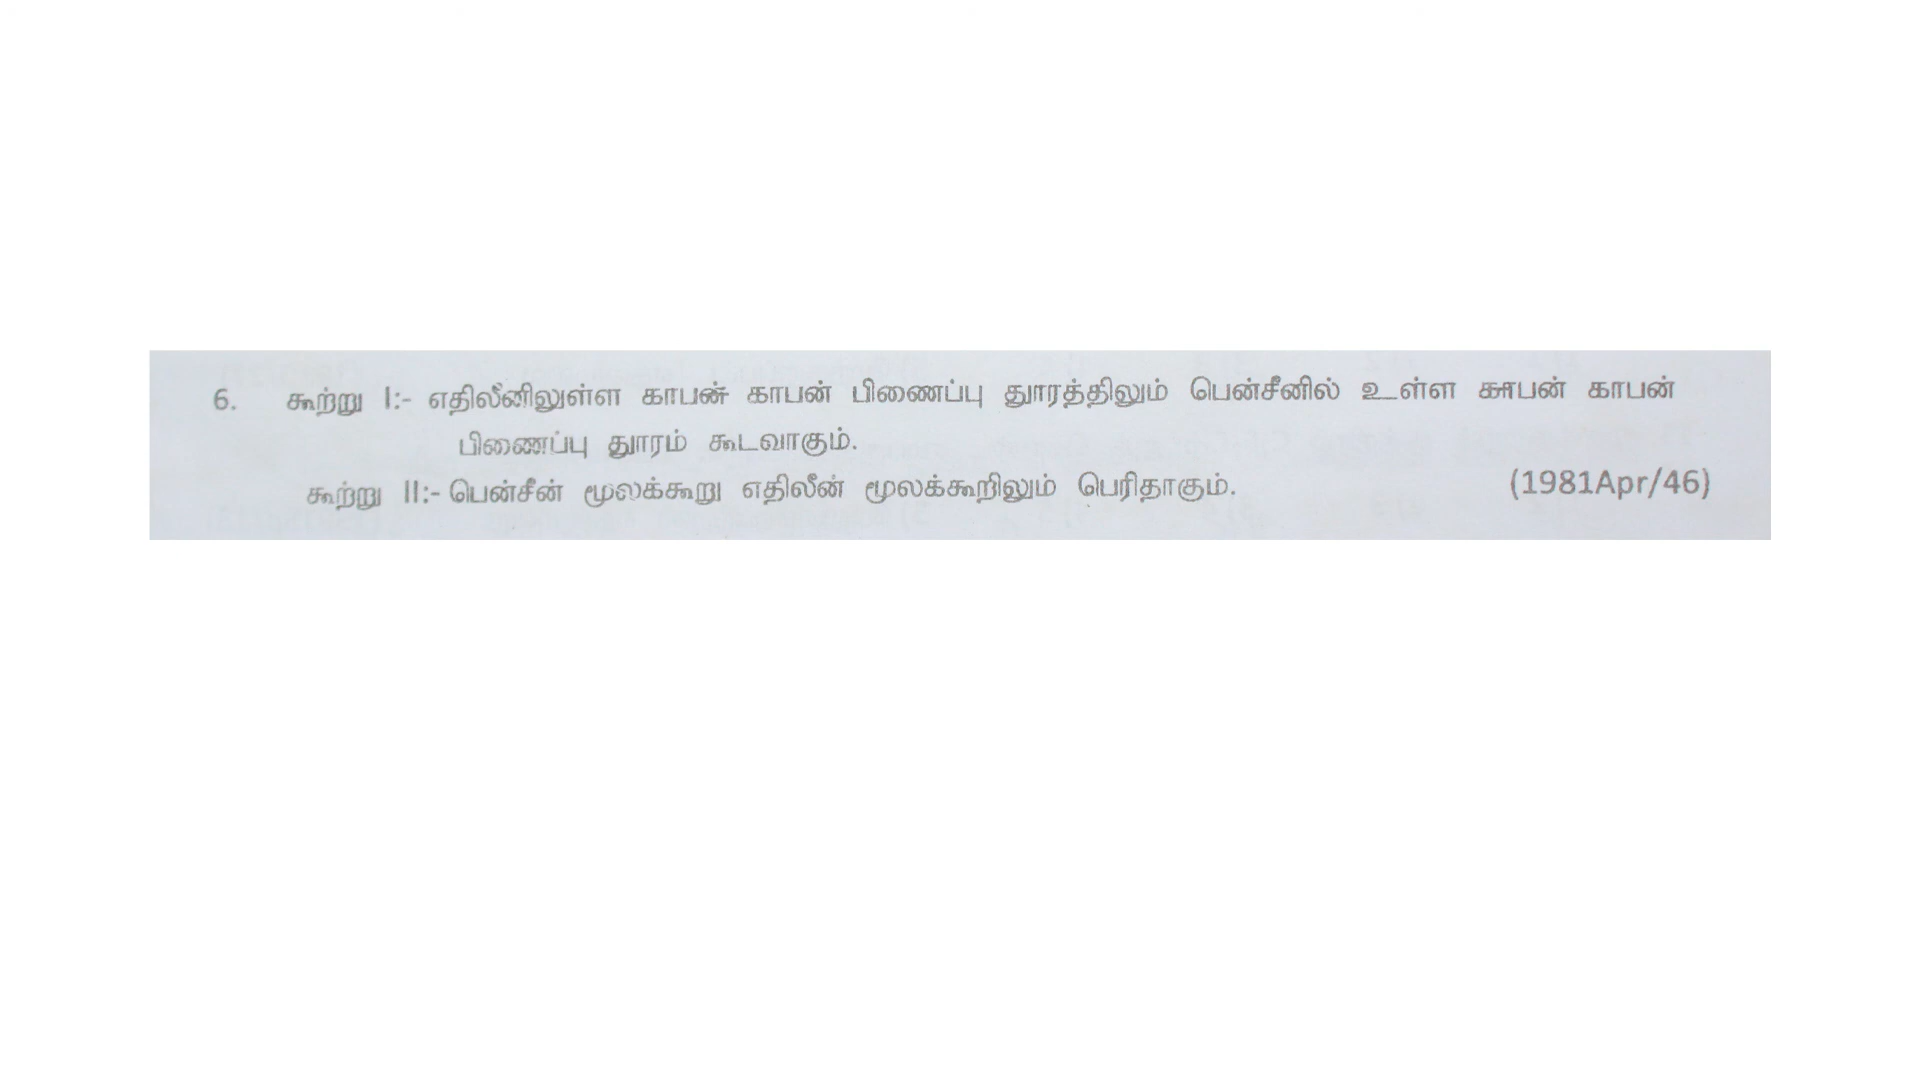 6. கூற்று I:- எதிலீனிலுள்ள காபன் காபன் பிணைப்பு தூரத்திலும் பென்சீனில் உள்ள காபன் காபன்
பிணைப்பு தூரம் கூடவாகும்.
கூற்று II:- பென்சீன் மூலக்கூறு எதிலீன் மூலக்கூறிலும் பெரிதாகும். (1981Apr/46)